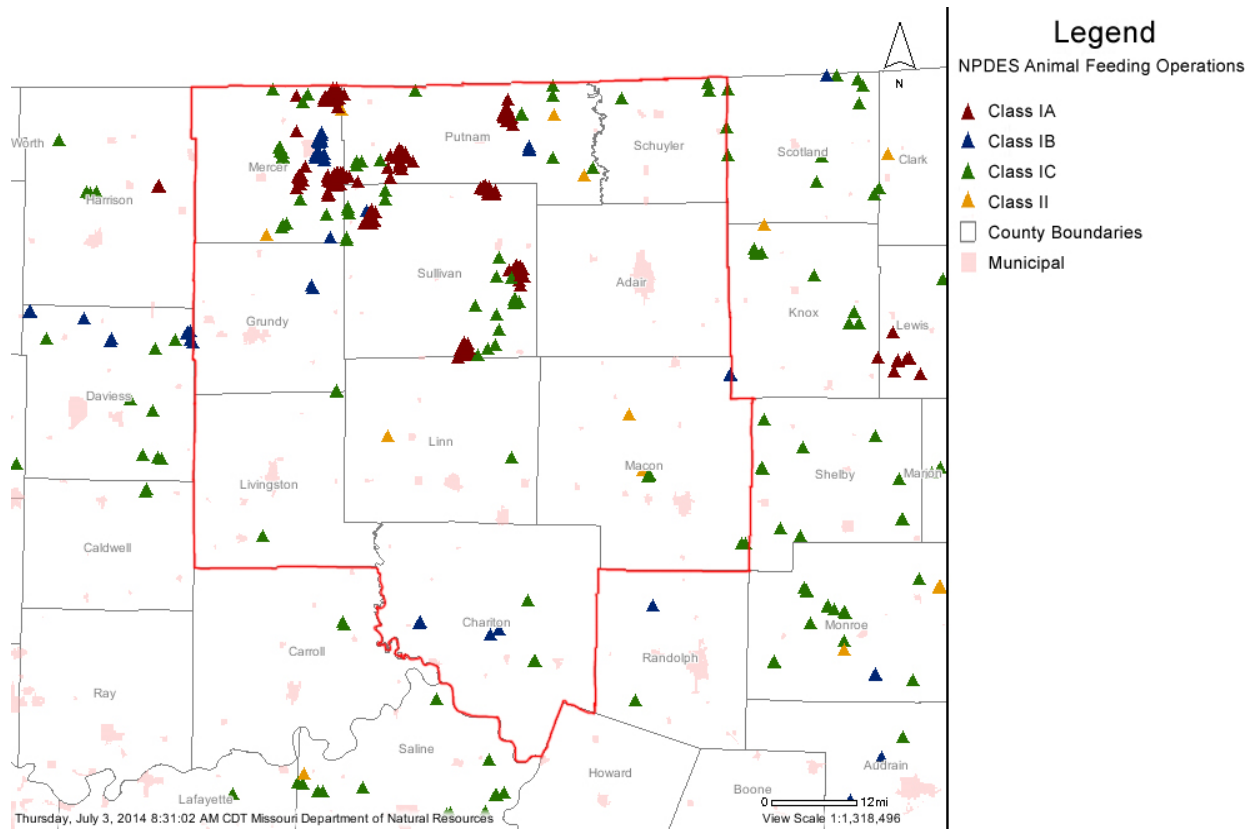 Legend
NPDES Animal Feeding Operations
Class IA
Class IB
Class IC
Class II
County Boundaries
Municipal
N
Worth
Putnam
Schuyler
Scotland
Clark
Mercer
Harrison
Sullivan
Adair
Grundy
Knox
Lewis
Daviess
Linn
Macon
Livingston
Shelby
Marion
Caldwell
Chariton
Monroe
Carroll
Randolph
Ray
Saline
Howard
Audrain
Boone
Lafayette
0 12mi
Thursday, July 3, 2014 8:31:02 AM CDT Missouri Department of Natural Resources
View Scale 1:1,318,496